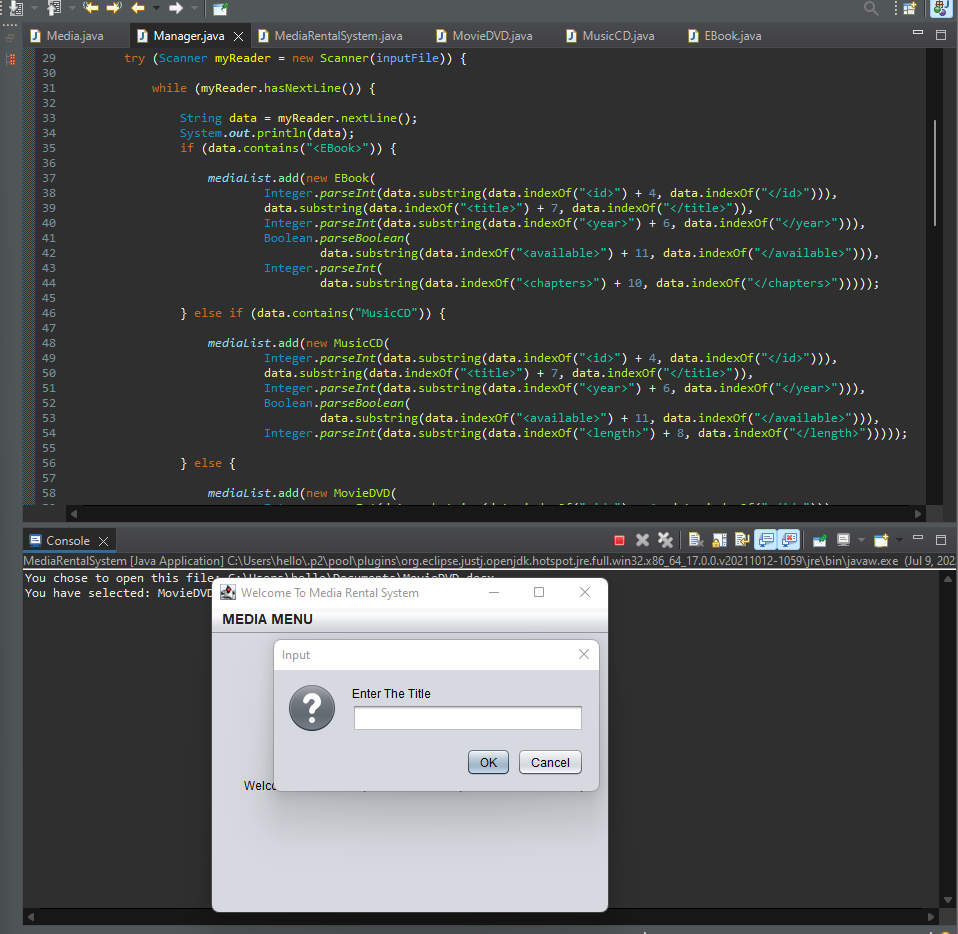 Media.java
Manager.java
MediaRentalSystem.java
MovieDVD.java
MusicCD.java
EBook.java
29 try (Scanner myReader = new Scanner(inputFile)) {
30
31 while (myReader.hasNextLine()) {
32
33 String data = myReader.nextLine();
34 System.out.println(data);
35 if (data.contains("<EBook>")) {
36
37 mediaList.add(new EBook(
38 Integer.parseInt(data.substring(data.indexOf("<id>") + 4, data.indexOf("</id>"))),
39 data.substring(data.indexOf("<title>") + 7, data.indexOf("</title>")),
40 Integer.parseInt(data.substring(data.indexOf("<year>") + 6, data.indexOf("</year>"))),
41 Boolean.parseBoolean(
42 data.substring(data.indexOf("<available>") + 11, data.indexOf("</available>"))),
43 Integer.parseInt(
44 data.substring(data.indexOf("<chapters>") + 10, data.indexOf("</chapters>")))));
45
46 } else if (data.contains("MusicCD")) {
47
48 mediaList.add(new MusicCD(
49 Integer.parseInt(data.substring(data.indexOf("<id>") + 4, data.indexOf("</id>"))),
50 data.substring(data.indexOf("<title>") + 7, data.indexOf("</title>")),
51 Integer.parseInt(data.substring(data.indexOf("<year>") + 6, data.indexOf("</year>"))),
52 Boolean.parseBoolean(
53 data.substring(data.indexOf("<available>") + 11, data.indexOf("</available>"))),
54 Integer.parseInt(data.substring(data.indexOf("<length>") + 8, data.indexOf("</length>")))));
55
56 } else {
57
58 mediaList.add(new MovieDVD(
Console
MediaRentalSystem [Java Application] C:\Users\hello\.p2\pool\plugins\org.eclipse.justj.openjdk.hotspot.jre.full.win32.x86_64_17.0.0.v20211012-1059\jre\bin\javaw.exe (Jul 9, 202
You chose to open this file: C:\Users\hello\Documents\MovieDVD.docx
You have selected: MovieDVD
Welcome To Media Rental System
MEDIA MENU
Input
Enter The Title
OK
Cancel